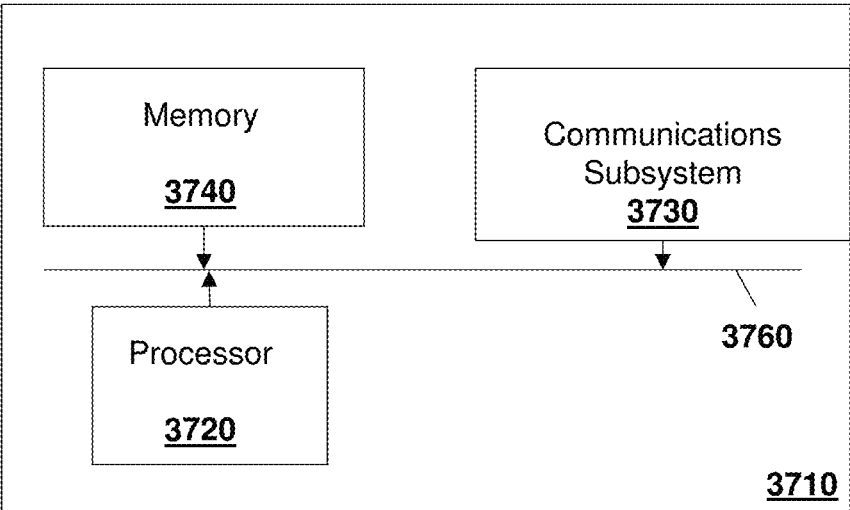 Memory
3740
Communications
Subsystem
3730
3760
Processor
3720
3710